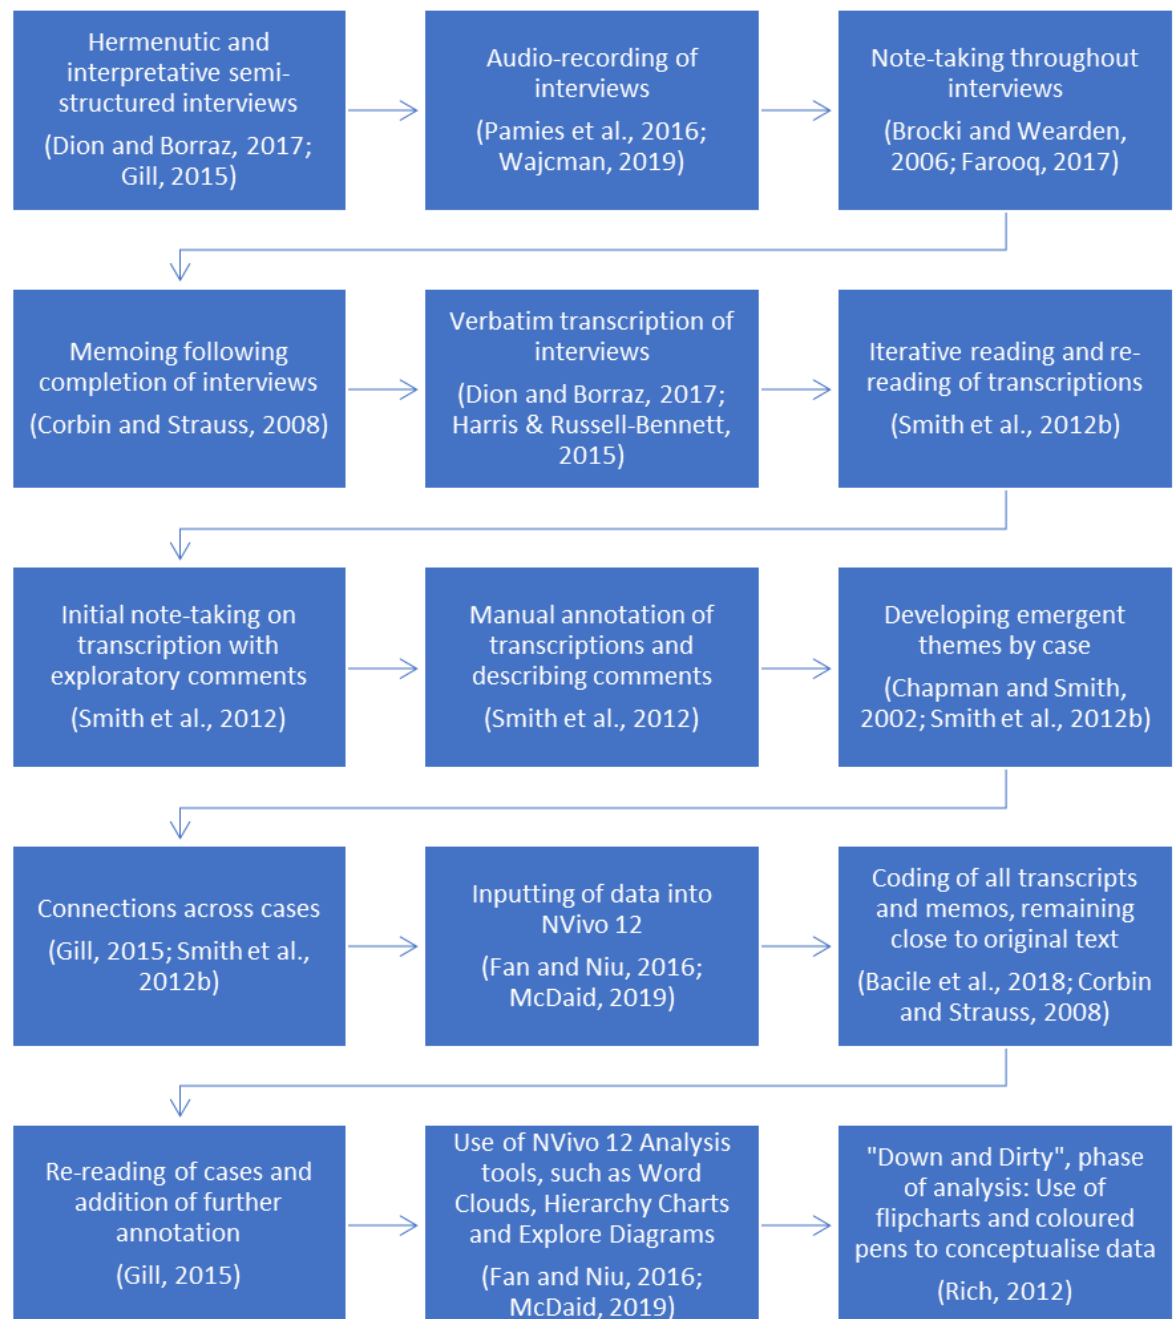 Hermenutic and
interpretative semi-
structured interviews
(Dion and Borraz, 2017;
Gill, 2015)
Audio-recording of
interviews
(Pamies et al., 2016;
Wajcman, 2019)
Note-taking throughout
interviews
(Brocki and Wearden,
2006; Farooq, 2017)
Memoing following
completion of interviews
(Corbin and Strauss, 2008)
Verbatim transcription of
interviews
(Dion and Borraz, 2017;
Harris & Russell-Bennett,
2015)
Iterative reading and re-
reading of transcriptions
(Smith et al., 2012b)
Initial note-taking on
transcription with
exploratory comments
(Smith et al., 2012)
Manual annotation of
transcriptions and
describing comments
(Smith et al., 2012)
Developing emergent
themes by case
(Chapman and Smith,
2002; Smith et al., 2012b)
Connections across cases
(Gill, 2015; Smith et al.,
2012b)
Inputting of data into
NVivo 12
(Fan and Niu, 2016;
McDaid, 2019)
Coding of all transcripts
and memos, remaining
close to original text
(Bacile et al., 2018; Corbin
and Strauss, 2008)
Re-reading of cases and
addition of further
annotation
(Gill, 2015)
Use of NVivo 12 Analysis
tools, such as Word
Clouds, Hierarchy Charts
and Explore Diagrams
(Fan and Niu, 2016;
McDaid, 2019)
"Down and Dirty", phase
of analysis: Use of
flipcharts and coloured
pens to conceptualise data
(Rich, 2012)